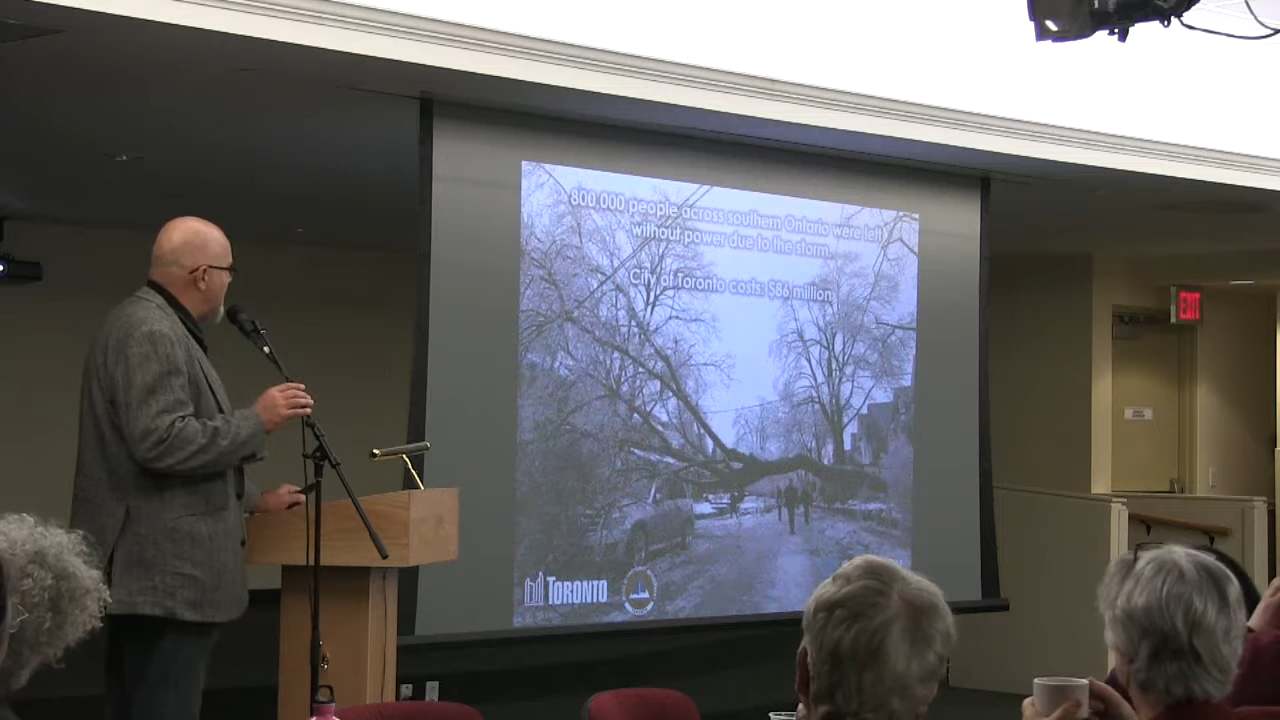 800,000 people across southern Ontario were left
without power due to the storm.
City of Toronto costs: $86 million
TORONTO
EXIT